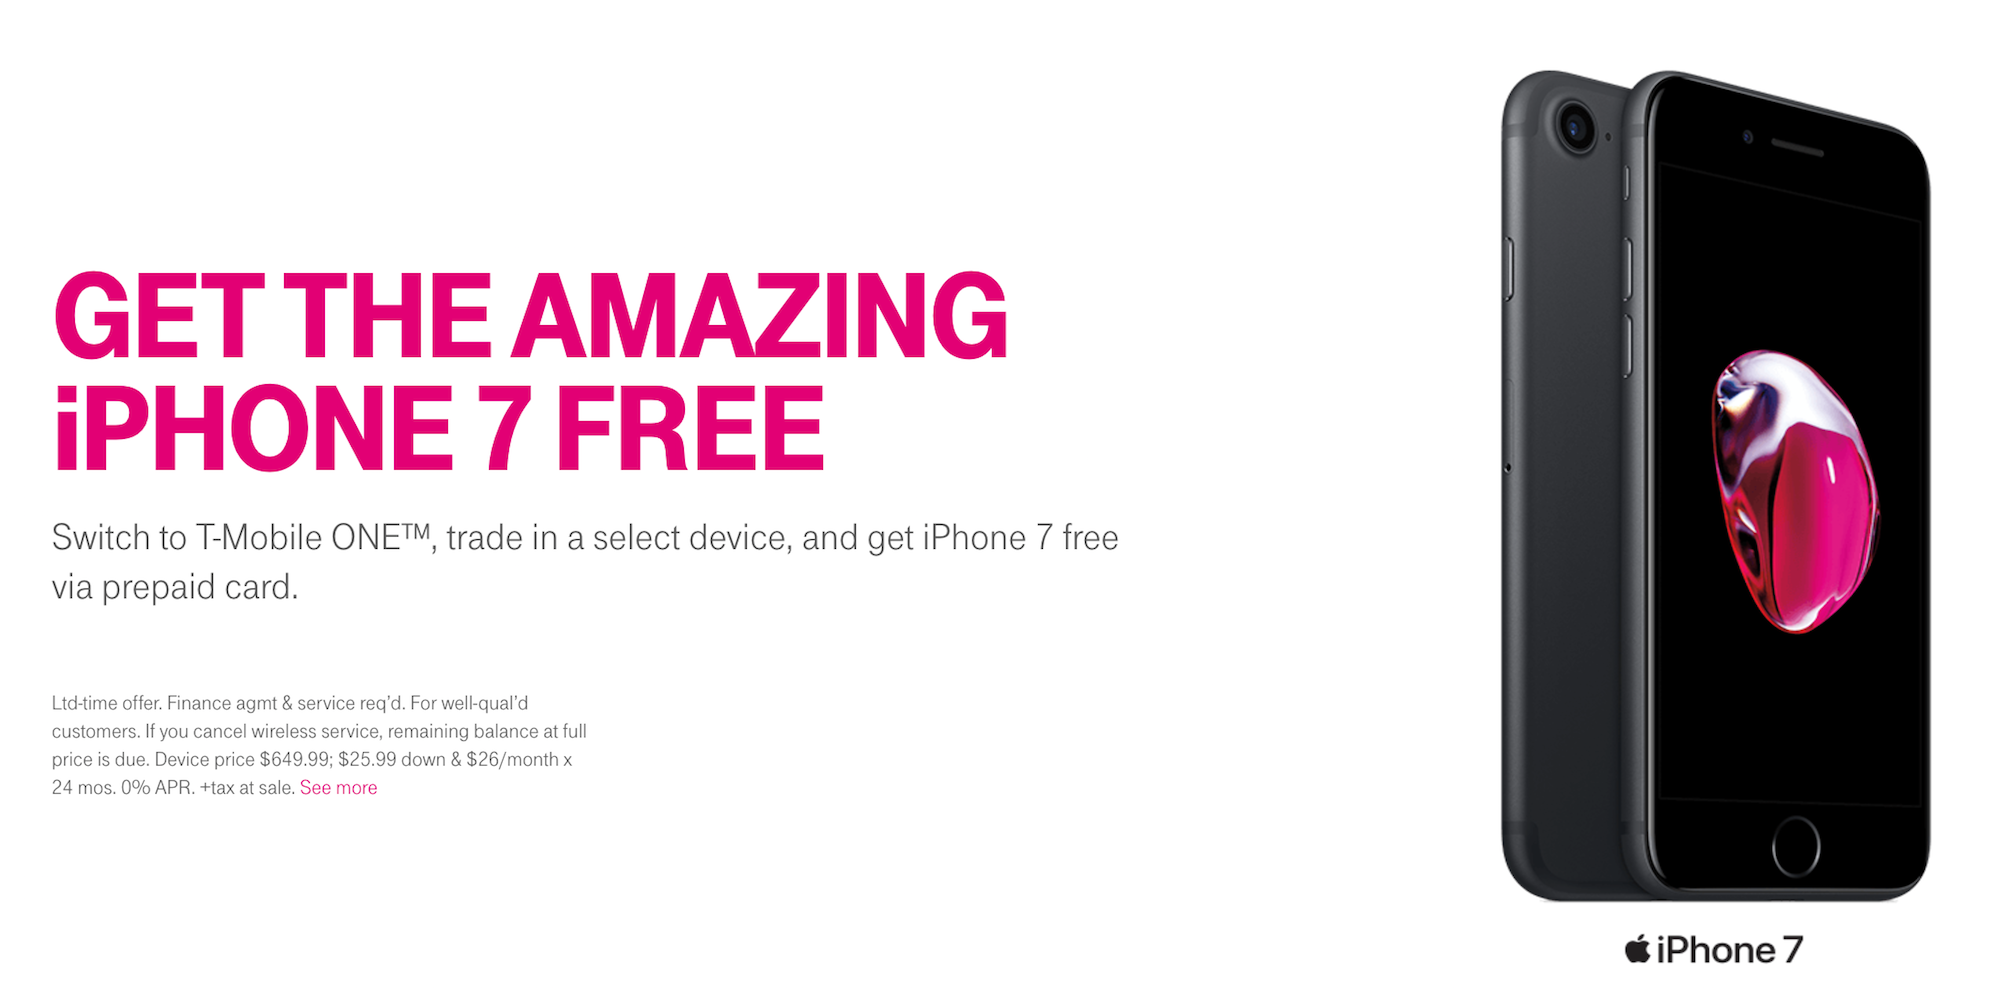 GET THE AMAZING
iPHONE 7 FREE
Switch to T-Mobile ONE™, trade in a select device, and get iPhone 7 free
via prepaid card.
Ltd-time offer. Finance agmt & service req'd. For well-qual'd
customers. If you cancel wireless service, remaining balance at full
price is due. Device price $649.99; $25.99 down & $26/month x
24 mos. 0% APR. +tax at sale. See more
iPhone 7